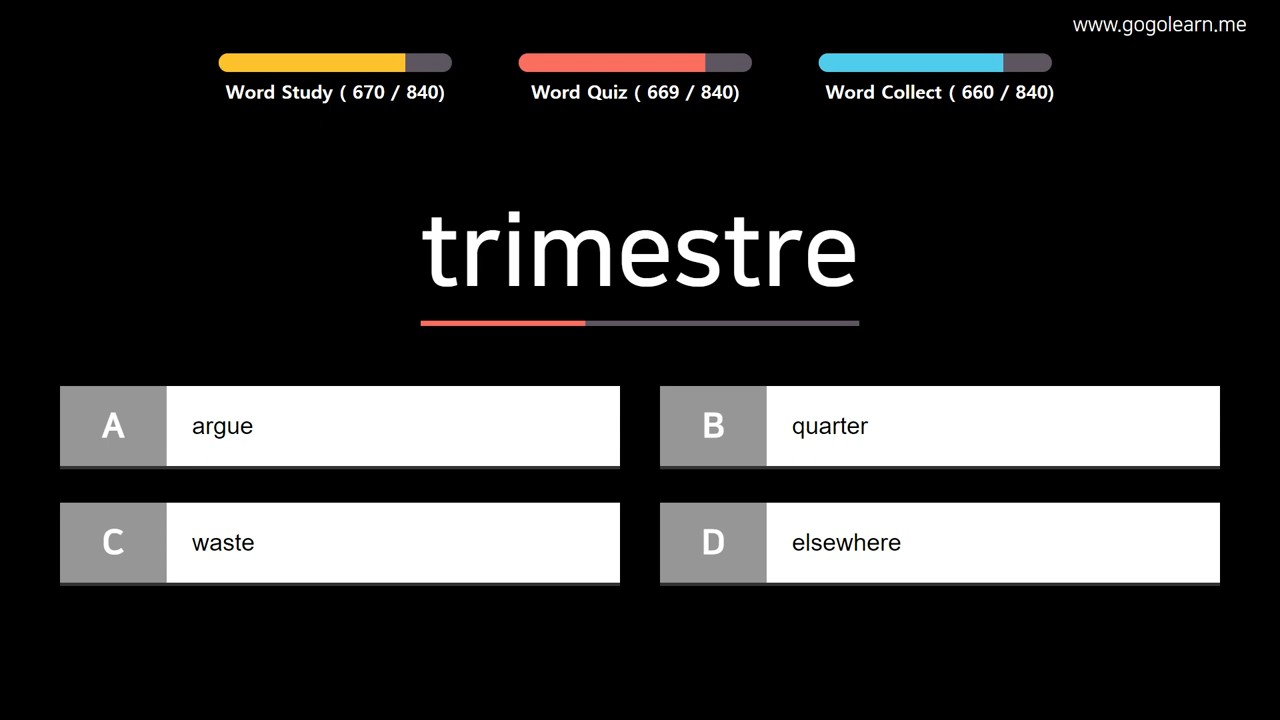 www.gogolearn.me
Word Study ( 670 / 840)
Word Quiz ( 669 / 840)
Word Collect ( 660 / 840)
trimestre
A argue
B quarter
C waste
D elsewhere